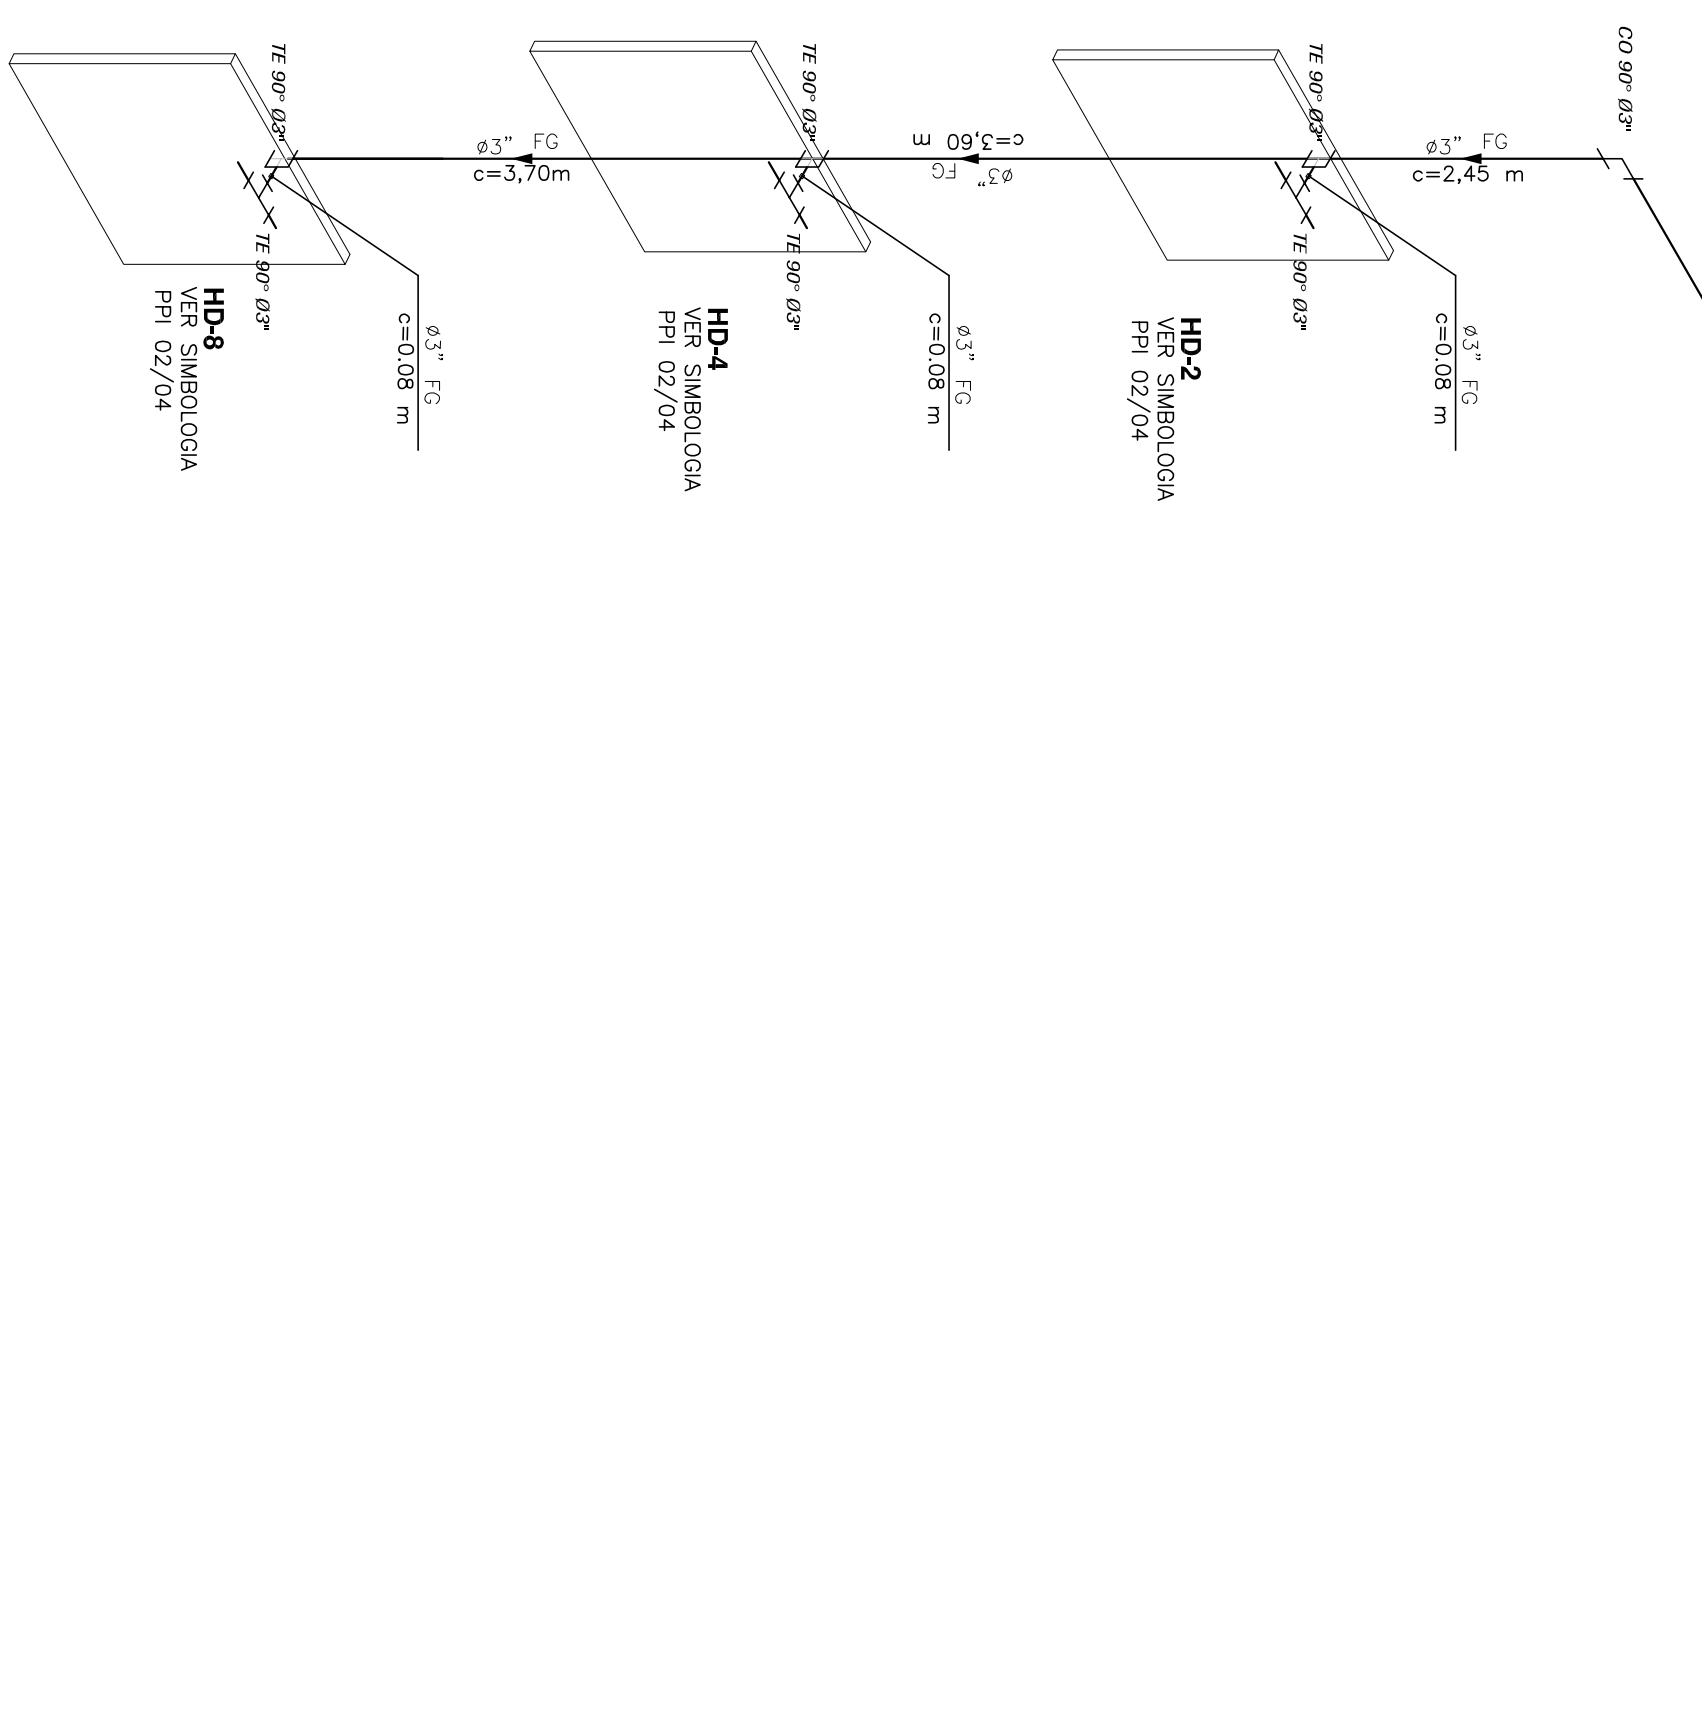 CO 90° Ø3"
TE 90° Ø3"
ø3" FG
c=2,45 m
TE 90° Ø3"
ø3" FG
c=0.08 m
HD-2
VER SIMBOLOGIA
PPI 02/04
ø3" FG
c=3,60 m
TE 90° Ø3"
TE 90° Ø3"
ø3" FG
c=0.08 m
HD-4
VER SIMBOLOGIA
PPI 02/04
ø3" FG
c=3,70m
TE 90° Ø3"
TE 90° Ø3"
ø3" FG
c=0.08 m
HD-8
VER SIMBOLOGIA
PPI 02/04